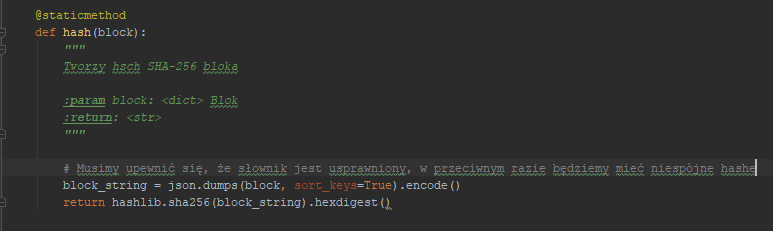 @staticmethod
def hash(block):
"""
Tworzy hsch SHA-256 bloka
:param block: <dict> Blok
:return: <str>
"""
# Musimy upewnić się, że słownik jest usprawniony, w przeciwnym razie będziemy mieć niespójne hashe
block_string = json.dumps(block, sort_keys=True).encode()
return hashlib.sha256(block_string).hexdigest()